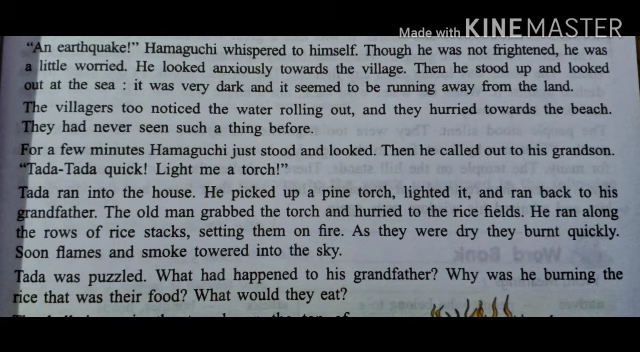 Made with KINEMASTER
“An earthquake!” Hamaguchi whispered to himself. Though he was not frightened, he was
a little worried. He looked anxiously towards the village. Then he stood up and looked
out at the sea : it was very dark and it seemed to be running away from the land.
The villagers too noticed the water rolling out, and they hurried towards the beach.
They had never seen such a thing before.
For a few minutes Hamaguchi just stood and looked. Then he called out to his grandson.
“Tada-Tada quick! Light me a torch!”
Tada ran into the house. He picked up a pine torch, lighted it, and ran back to his
grandfather. The old man grabbed the torch and hurried to the rice fields. He ran along
the rows of rice stacks, setting them on fire. As they were dry they burnt quickly.
Soon flames and smoke towered into the sky.
Tada was puzzled. What had happened to his grandfather? Why was he burning the
rice that was their food? What would they eat?